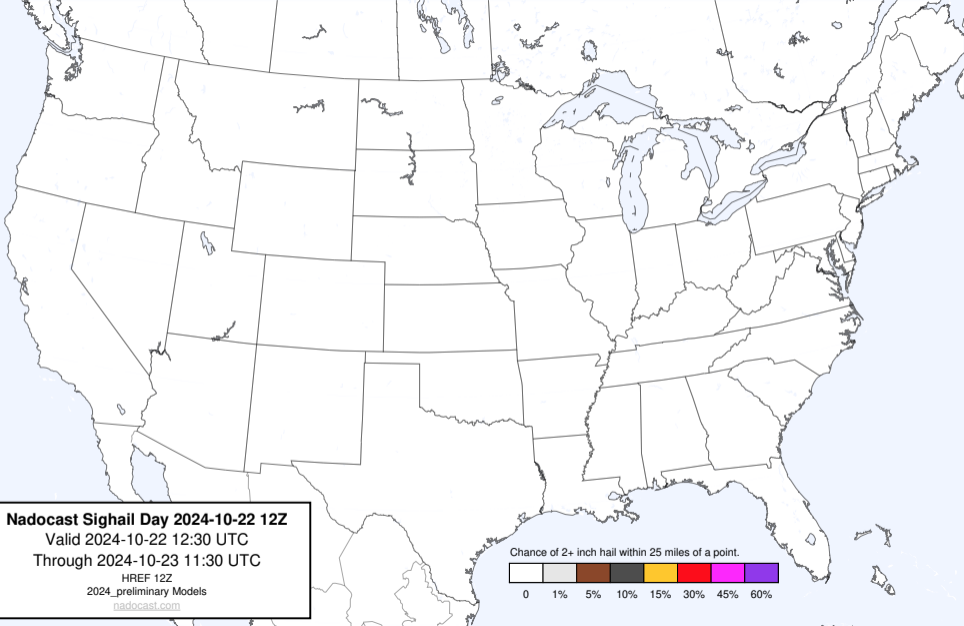 Nadocast Sighail Day 2024-10-22 12Z
Valid 2024-10-22 12:30 UTC
Through 2024-10-23 11:30 UTC
HREF 12Z
2024_preliminary Models
nadocast.com
Chance of 2+ inch hail within 25 miles of a point.
0 1% 5% 10% 15% 30% 45% 60%